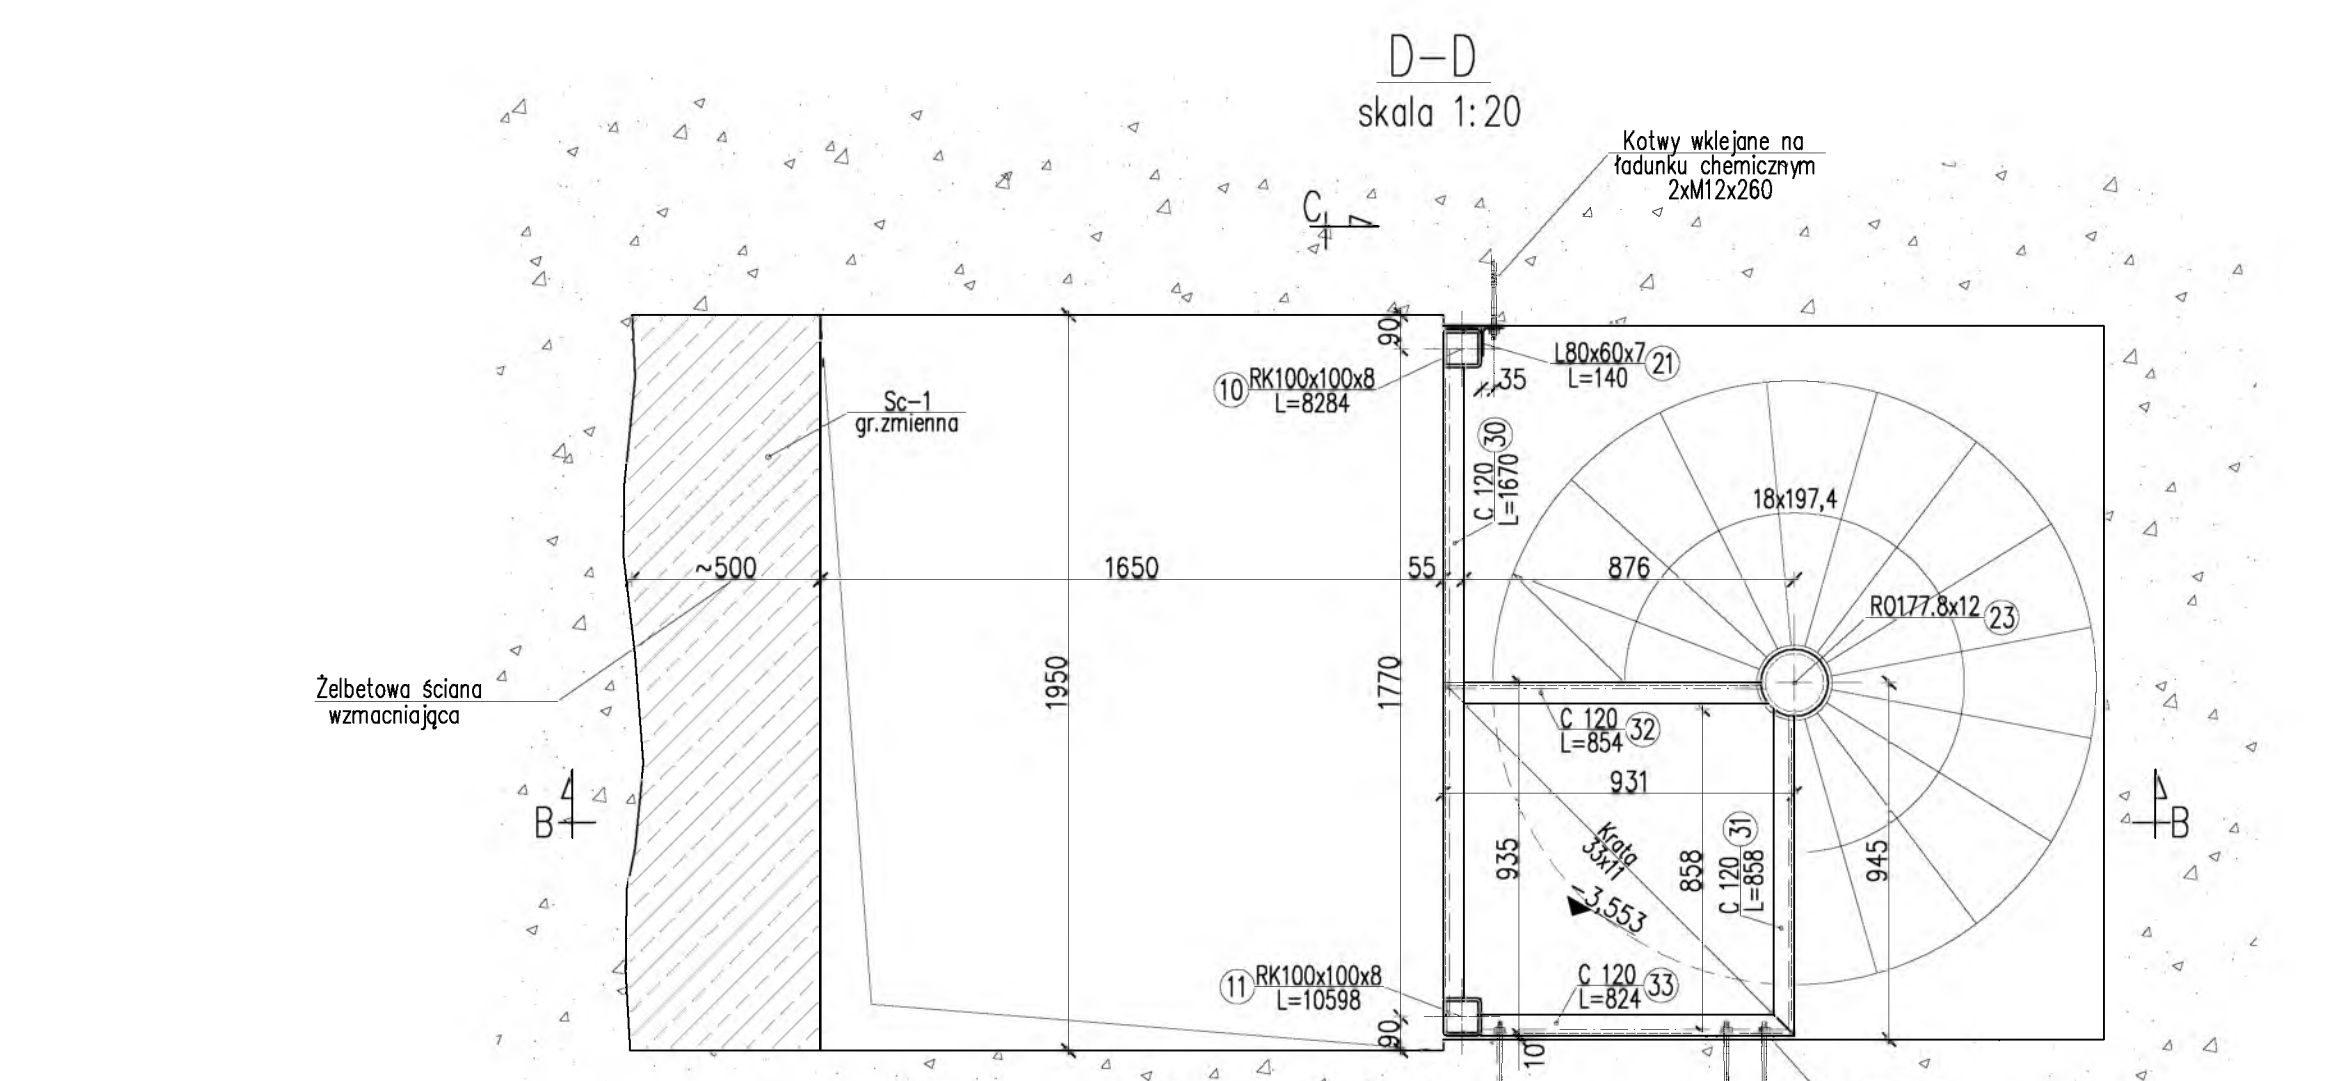 D-D
skala 1:20
Kotwy wklejane na
ładunku chemicznym
2xM12x260
C
90
L80x60x7 21
L=140
35
10 RK100x100x8
L=8284
Sc-1
gr.zmienna
C 120 30
L=1670
18x197,4
~500
1650
55
876
RO177.8x12 23
Żelbetowa ściana
wzmacniająca
1950
1770
C 120 32
L=854
931
B
B
935
Krata
33x11
-3,553
858
C 120 31
L=858
945
11 RK100x100x8
L=10598
C 120 33
L=824
90
10